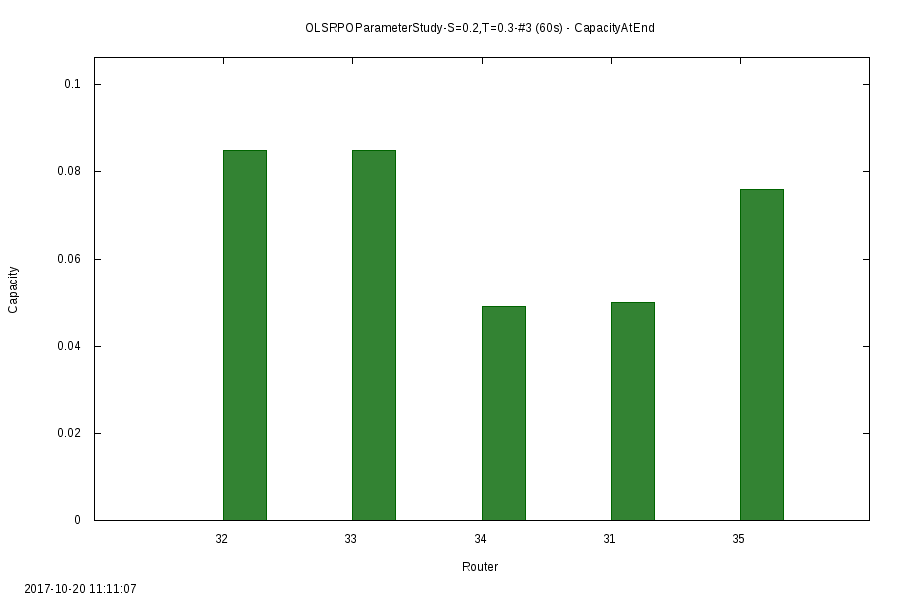 OLSRPOParameterStudy-S=0.2,T=0.3-#3 (60s) - CapacityAtEnd
0.1
0.08
0.06
0.04
0.02
0
Capacity
32 33 34 31 35
Router
2017-10-20 11:11:07